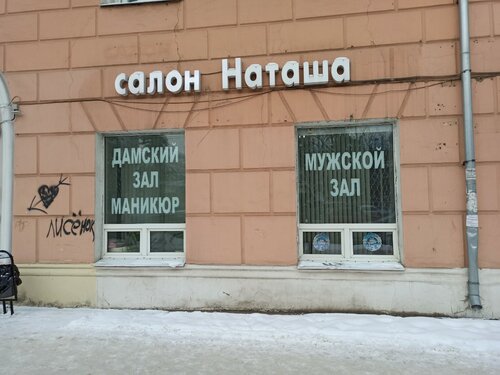 салон Наташа
ДАМСКИЙ
ЗАЛ
МАНИКЮР
МУЖСКОЙ
ЗАЛ
лисёнок